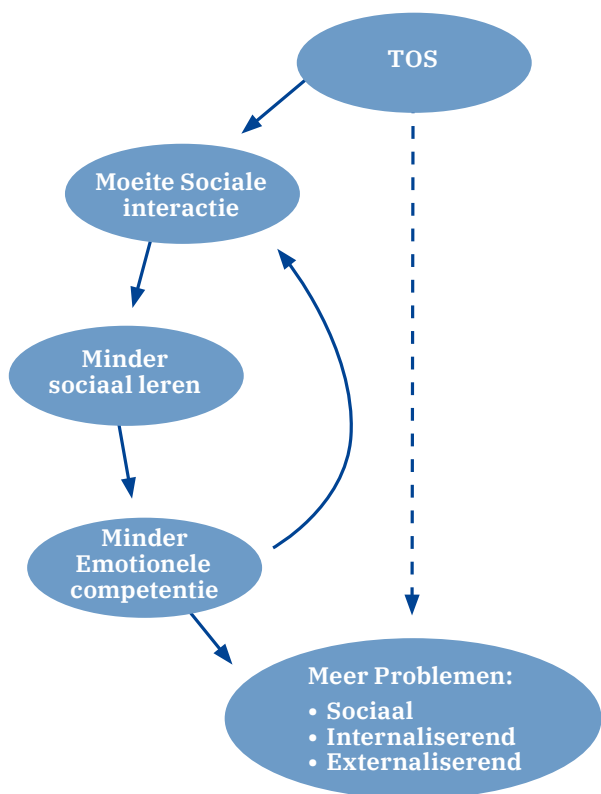 TOS
Moeite Sociale
interactie
Minder
sociaal leren
Minder
Emotionele
competentie
Meer Problemen:
• Sociaal
• Internaliserend
• Externaliserend